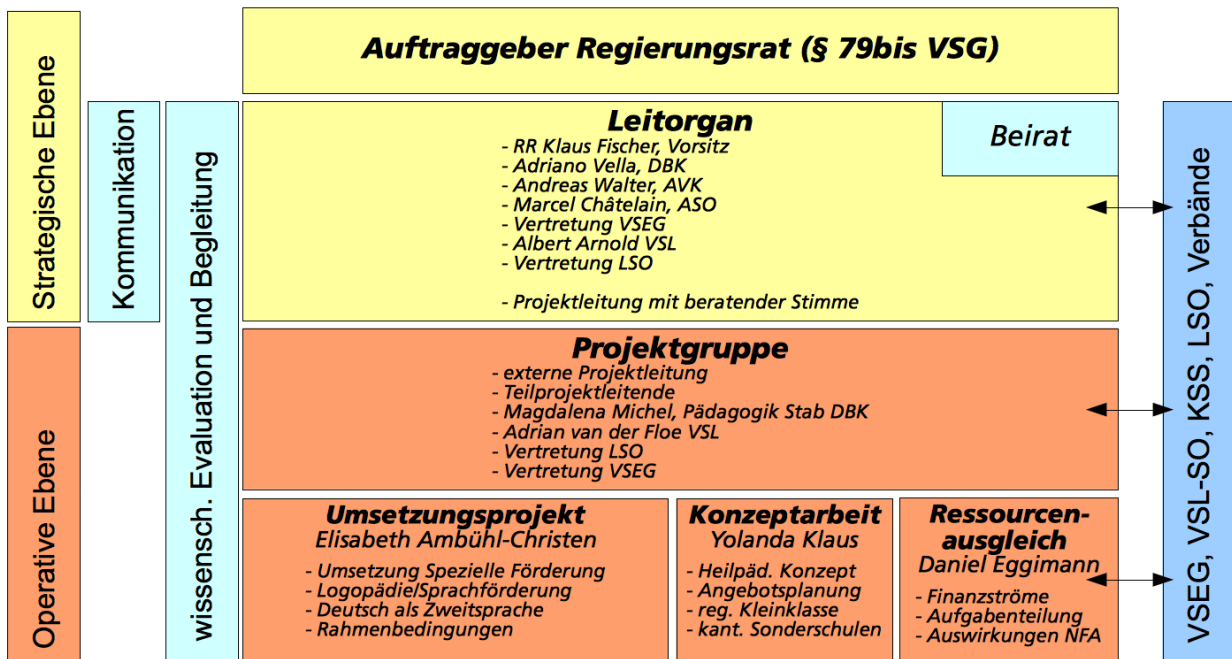 Auftraggeber Regierungsrat (§ 79bis VSG)
Strategische Ebene
Kommunikation
wissensch. Evaluation und Begleitung
Leitorgan
- RR Klaus Fischer, Vorsitz
- Adriano Vella, DBK
- Andreas Walter, AVK
- Marcel Châtelain, ASO
- Vertretung VSEG
- Albert Arnold VSL
- Vertretung LSO
- Projektleitung mit beratender Stimme
Beirat
VSEG, VSL-SO, KSS, LSO, Verbände
Operative Ebene
Projektgruppe
- externe Projektleitung
- Teilprojektleitende
- Magdalena Michel, Pädagogik Stab DBK
- Adrian van der Floe VSL
- Vertretung LSO
- Vertretung VSEG
Umsetzungsprojekt
Elisabeth Ambühl-Christen
- Umsetzung Spezielle Förderung
- Logopädie/Sprachförderung
- Deutsch als Zweitsprache
- Rahmenbedingungen
Konzeptarbeit
Yolanda Klaus
- Heilpäd. Konzept
- Angebotsplanung
- reg. Kleinklasse
- kant. Sonderschulen
Ressourcen-
ausgleich
Daniel Eggimann
- Finanzströme
- Aufgabenteilung
- Auswirkungen NFA